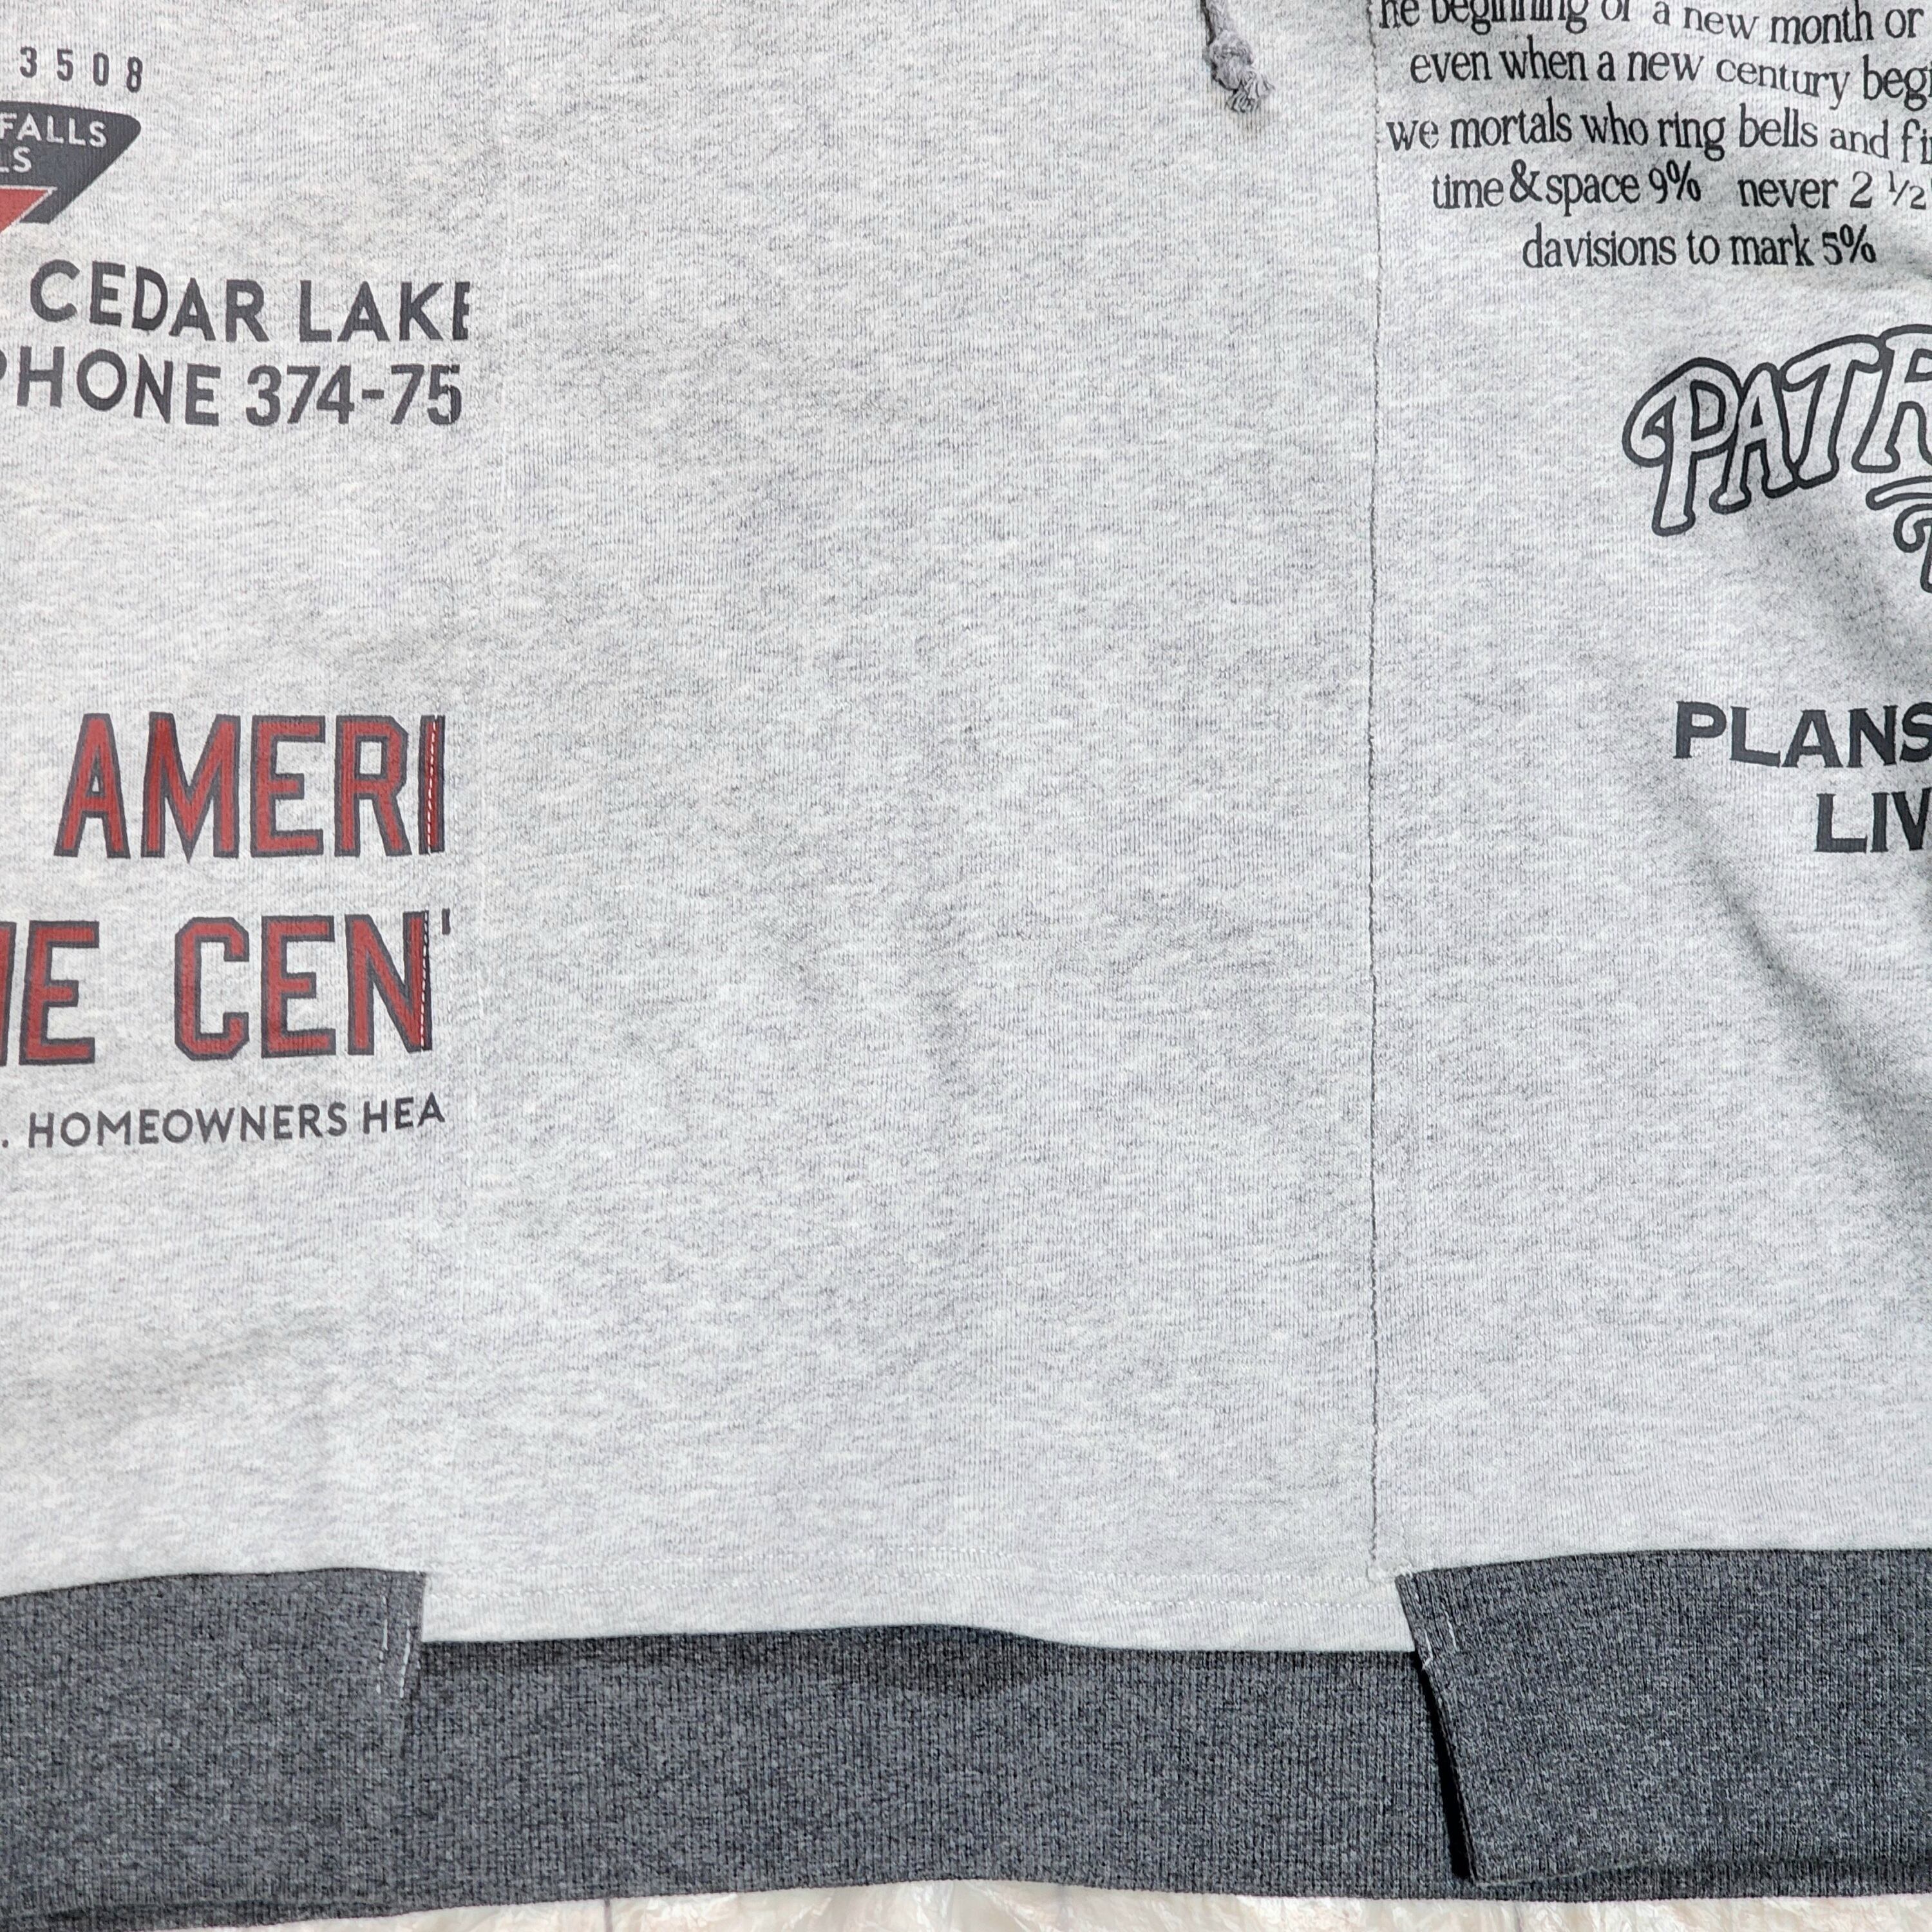 3508
FALLS
LS
CEDAR LAKE
PHONE 374-75
AMERI
CEN
. HOMEOWNERS HEA
he beginning of a new month or
even when a new century begi
we mortals who ring bells and fi
time & space 9% never 2 ½
davisions to mark 5%
PATR
PLANS
LIV